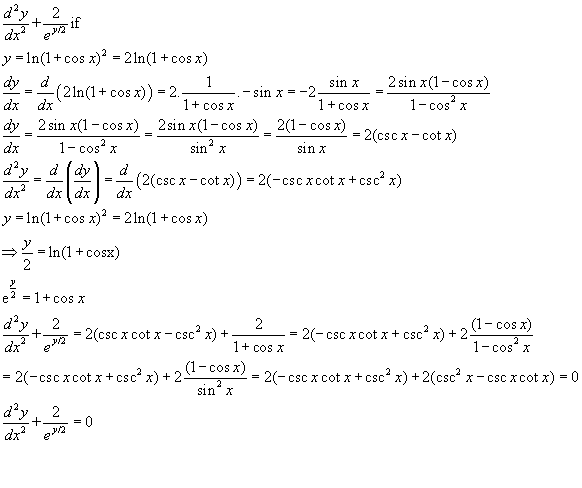 d²y/dx² + 2/e^(y/2) if
y = ln(1+cos x)² = 2ln(1+cos x)
dy/dx = d/dx (2ln(1+cos x)) = 2. 1/(1+cos x) .−sin x = −2 sin x/(1+cos x) = 2sin x(1−cos x)/(1−cos² x)
dy/dx = 2sin x(1−cos x)/(1−cos² x) = 2sin x(1−cos x)/sin² x = 2(1−cos x)/sin x = 2(csc x−cot x)
d²y/dx² = d/dx (dy/dx) = d/dx (2(csc x−cot x)) = 2(−csc x cot x+csc² x)
y = ln(1+cos x)² = 2ln(1+cos x)
⇒ y/2 = ln(1+cosx)
e^(y/2) = 1+cos x
d²y/dx² + 2/e^(y/2) = 2(csc x cot x−csc² x) + 2/(1+cos x) = 2(−csc x cot x+csc² x) + 2 (1−cos x)/(1−cos² x)
= 2(−csc x cot x+csc² x) + 2 (1−cos x)/sin² x = 2(−csc x cot x+csc² x) + 2(csc² x−csc x cot x) = 0
d²y/dx² + 2/e^(y/2) = 0